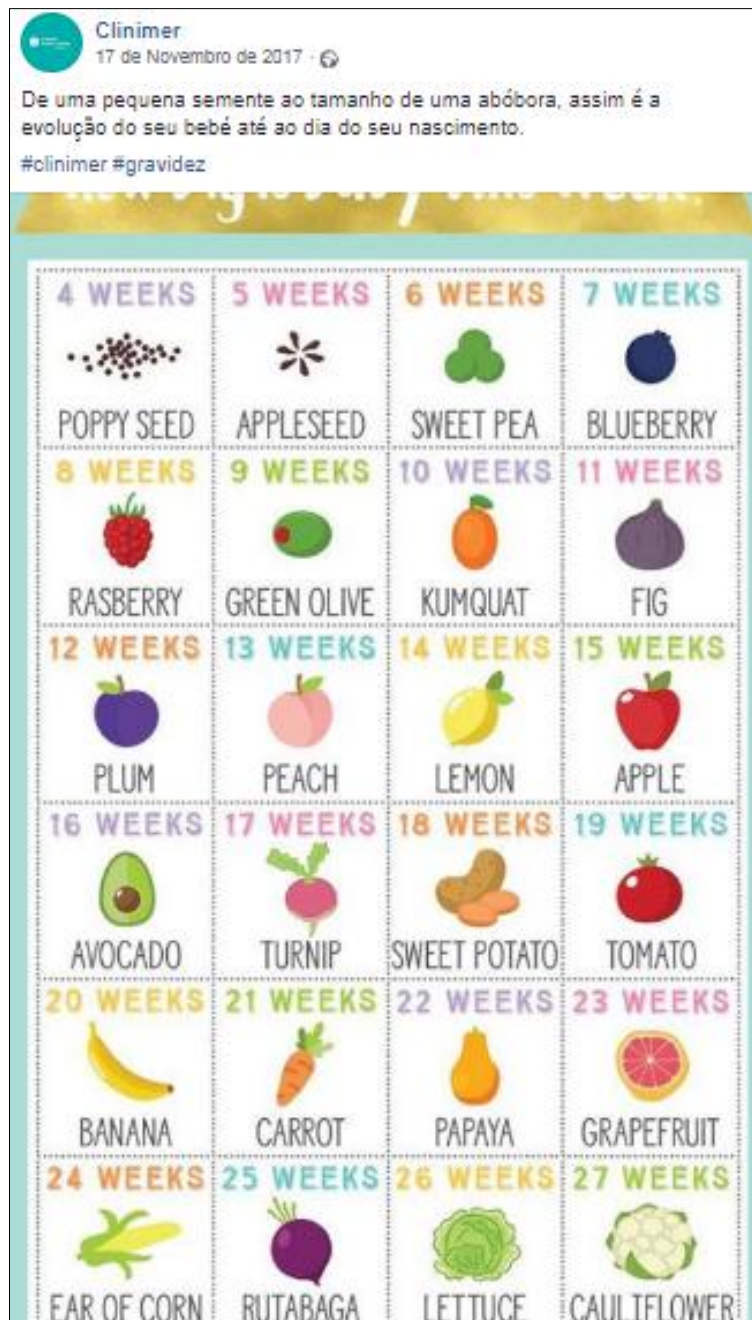 Clinimer
17 de Novembro de 2017 ·
De uma pequena semente ao tamanho de uma abóbora, assim é a
evolução do seu bebé até ao dia do seu nascimento.
#clinimer #gravidez
4 WEEKS 5 WEEKS 6 WEEKS 7 WEEKS
POPPY SEED APPLESEED SWEET PEA BLUEBERRY
8 WEEKS 9 WEEKS 10 WEEKS 11 WEEKS
RASBERRY GREEN OLIVE KUMQUAT FIG
12 WEEKS 13 WEEKS 14 WEEKS 15 WEEKS
PLUM PEACH LEMON APPLE
16 WEEKS 17 WEEKS 18 WEEKS 19 WEEKS
AVOCADO TURNIP SWEET POTATO TOMATO
20 WEEKS 21 WEEKS 22 WEEKS 23 WEEKS
BANANA CARROT PAPAYA GRAPEFRUIT
24 WEEKS 25 WEEKS 26 WEEKS 27 WEEKS
EAR OF CORN RUTABAGA LETTUCE CAULIFLOWER